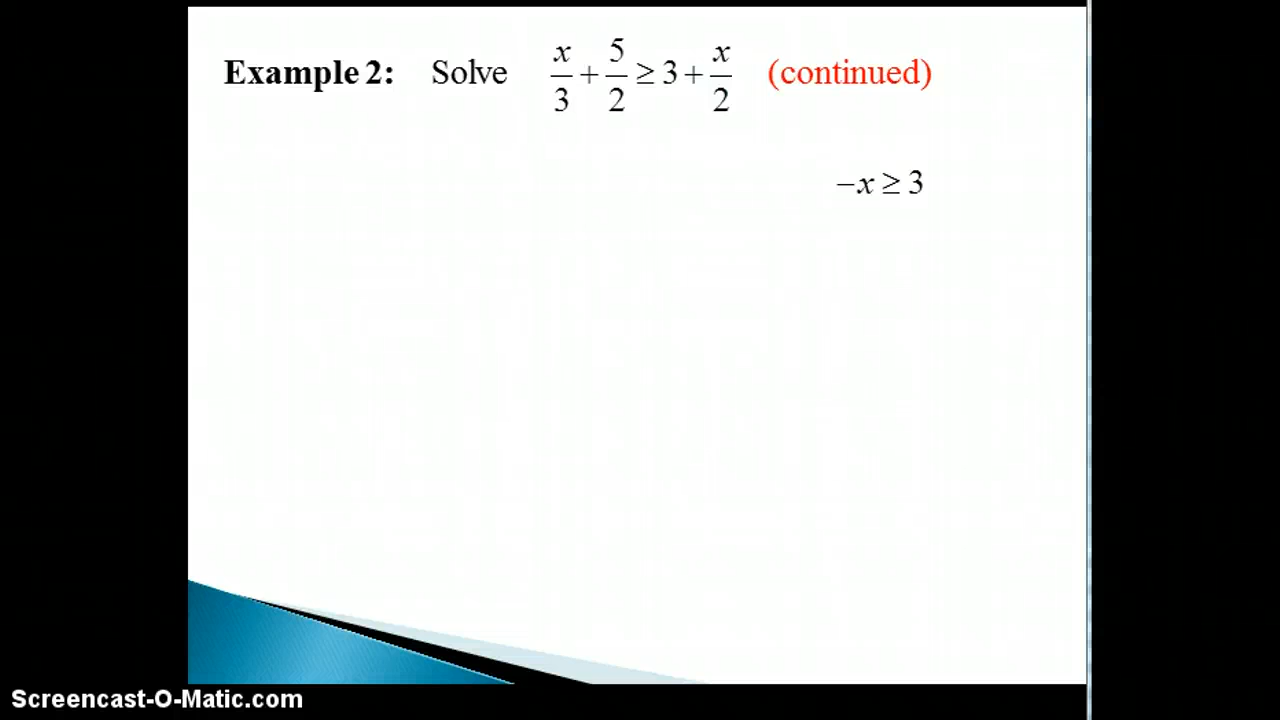 Example 2: Solve x/3 + 5/2 ≥ 3 + x/2 (continued)
−x ≥ 3
Screencast-O-Matic.com